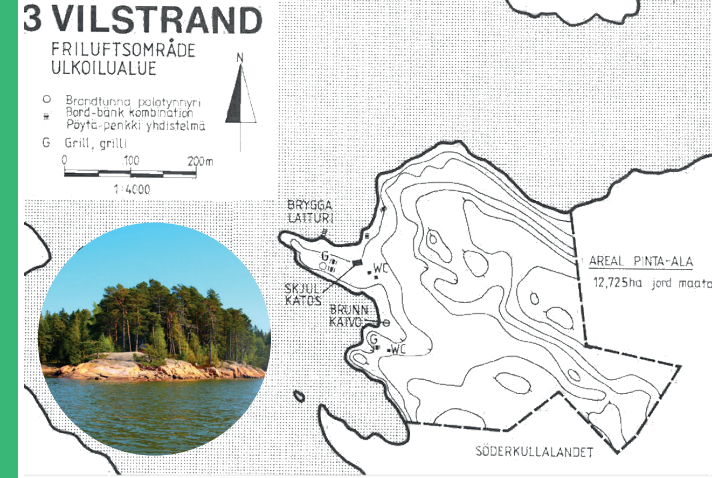 3 VILSTRAND
FRILUFTSOMRÅDE
ULKOILUALUE
N
Brandtunna palotynnyri
Bord-bänk kombination
Pöytä-penkki yhdistelmä
G Grill, grilli
0 100 200m
1:4000
BRYGGA
LAITURI
G
WC
SKJUL
KATOS
BRUNN
KAIVO
G
WC
AREAL PINTA-ALA
12,725ha jord maata
SÖDERKULLALANDET